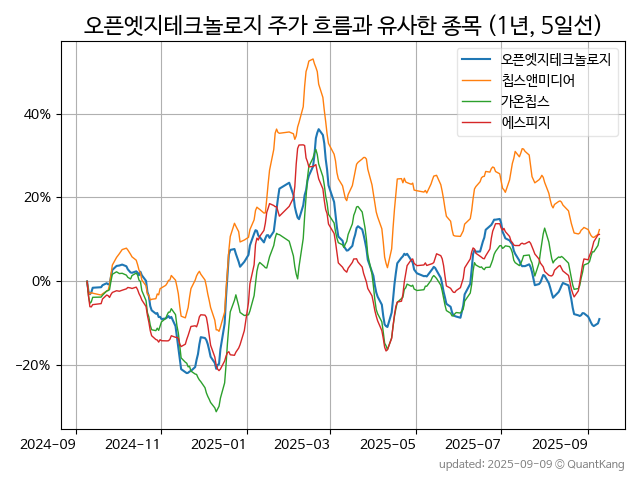 오픈엣지테크놀로지 주가 흐름과 유사한 종목 (1년, 5일선)
오픈엣지테크놀로지
칩스앤미디어
가온칩스
에스피지
40%
20%
0%
−20%
2024-09
2024-11
2025-01
2025-03
2025-05
2025-07
2025-09
updated: 2025-09-09 © QuantKang